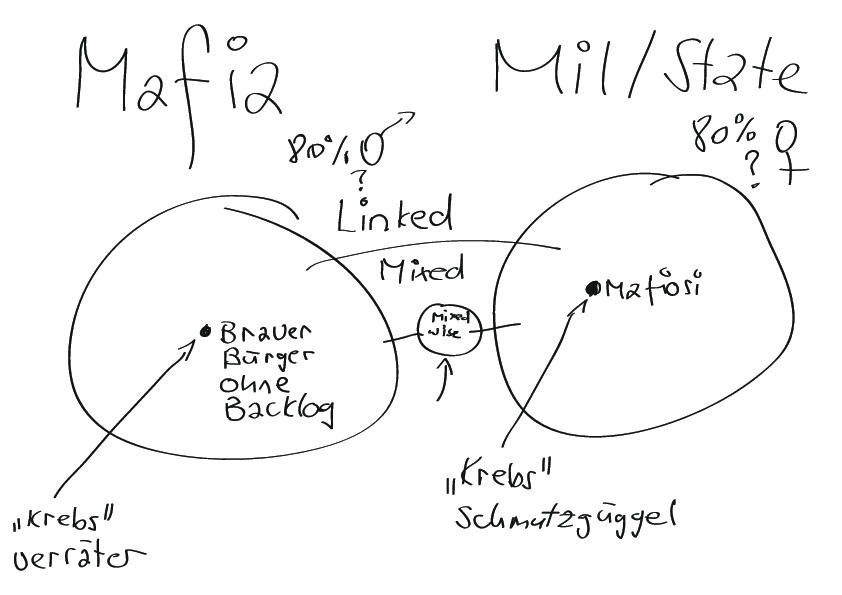 Mafia
Mil/State
80% ♂
?
80% ♀
?
Linked
Mixed
Mixed
wise
Brauer
Bürger
ohne
Backlog
Mafiosi
„Krebs"
verräter
„Krebs"
Schmutzgüggel